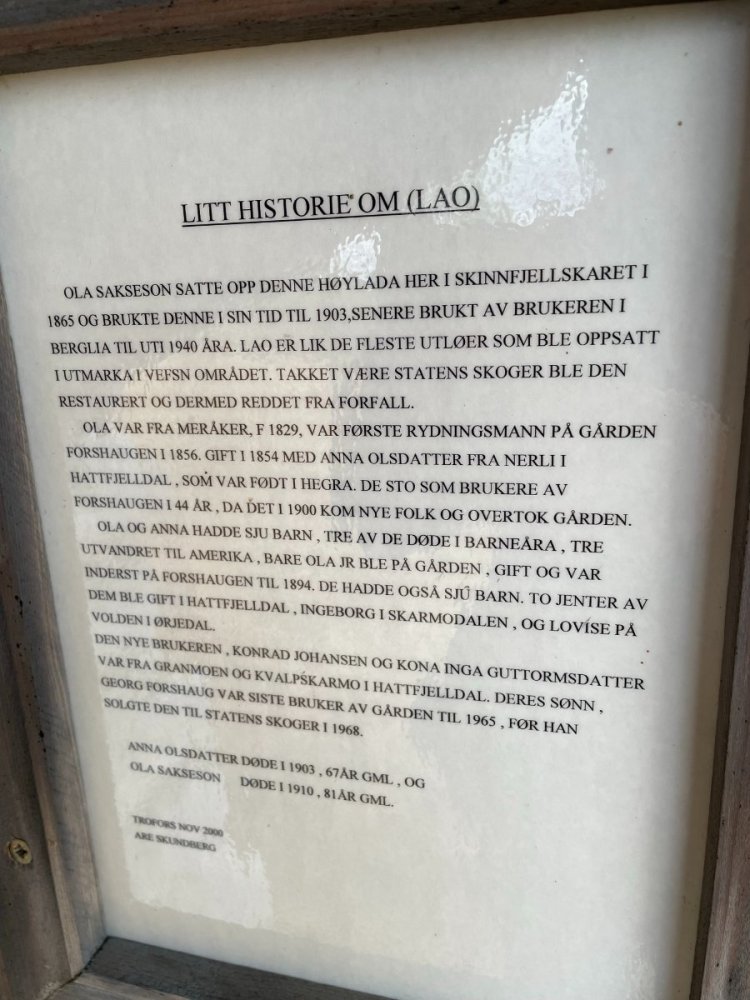 LITT HISTORIE OM (LAO)
OLA SAKSESON SATTE OPP DENNE HØYLADA HER I SKINNFJELLSKARET I
1865 OG BRUKTE DENNE I SIN TID TIL 1903,SENERE BRUKT AV BRUKEREN I
BERGLIA TIL UTI 1940 ÅRA. LAO ER LIK DE FLESTE UTLØER SOM BLE OPPSATT
I UTMARKA I VEFSN OMRÅDET. TAKKET VÆRE STATENS SKOGER BLE DEN
RESTAURERT OG DERMED REDDET FRA FORFALL.
OLA VAR FRA MERÅKER, F 1829, VAR FØRSTE RYDNINGSMANN PÅ GÅRDEN
FORSHAUGEN I 1856. GIFT I 1854 MED ANNA OLSDATTER FRA NERLI I
HATTFJELLDAL , SOM VAR FØDT I HEGRA. DE STO SOM BRUKERE AV
FORSHAUGEN I 44 ÅR , DA DET I 1900 KOM NYE FOLK OG OVERTOK GÅRDEN.
OLA OG ANNA HADDE SJU BARN , TRE AV DE DØDE I BARNEÅRA , TRE
UTVANDRET TIL AMERIKA , BARE OLA JR BLE PÅ GÅRDEN , GIFT OG VAR
INDERST PÅ FORSHAUGEN TIL 1894. DE HADDE OGSÅ SJU BARN. TO JENTER AV
DEM BLE GIFT I HATTFJELLDAL , INGEBORG I SKARMODALEN , OG LOVISE PÅ
VOLDEN I ØRJEDAL.
DEN NYE BRUKEREN , KONRAD JOHANSEN OG KONA INGA GUTTORMSDATTER
VAR FRA GRANMOEN OG KVALPSKARMO I HATTFJELLDAL. DERES SØNN ,
GEORG FORSHAUG VAR SISTE BRUKER AV GÅRDEN TIL 1965 , FØR HAN
SOLGTE DEN TIL STATENS SKOGER I 1968.
ANNA OLSDATTER DØDE I 1903 , 67ÅR GML , OG
OLA SAKSESON DØDE I 1910 , 81ÅR GML.
TROFORS NOV 2000
ARE SKUNDBERG